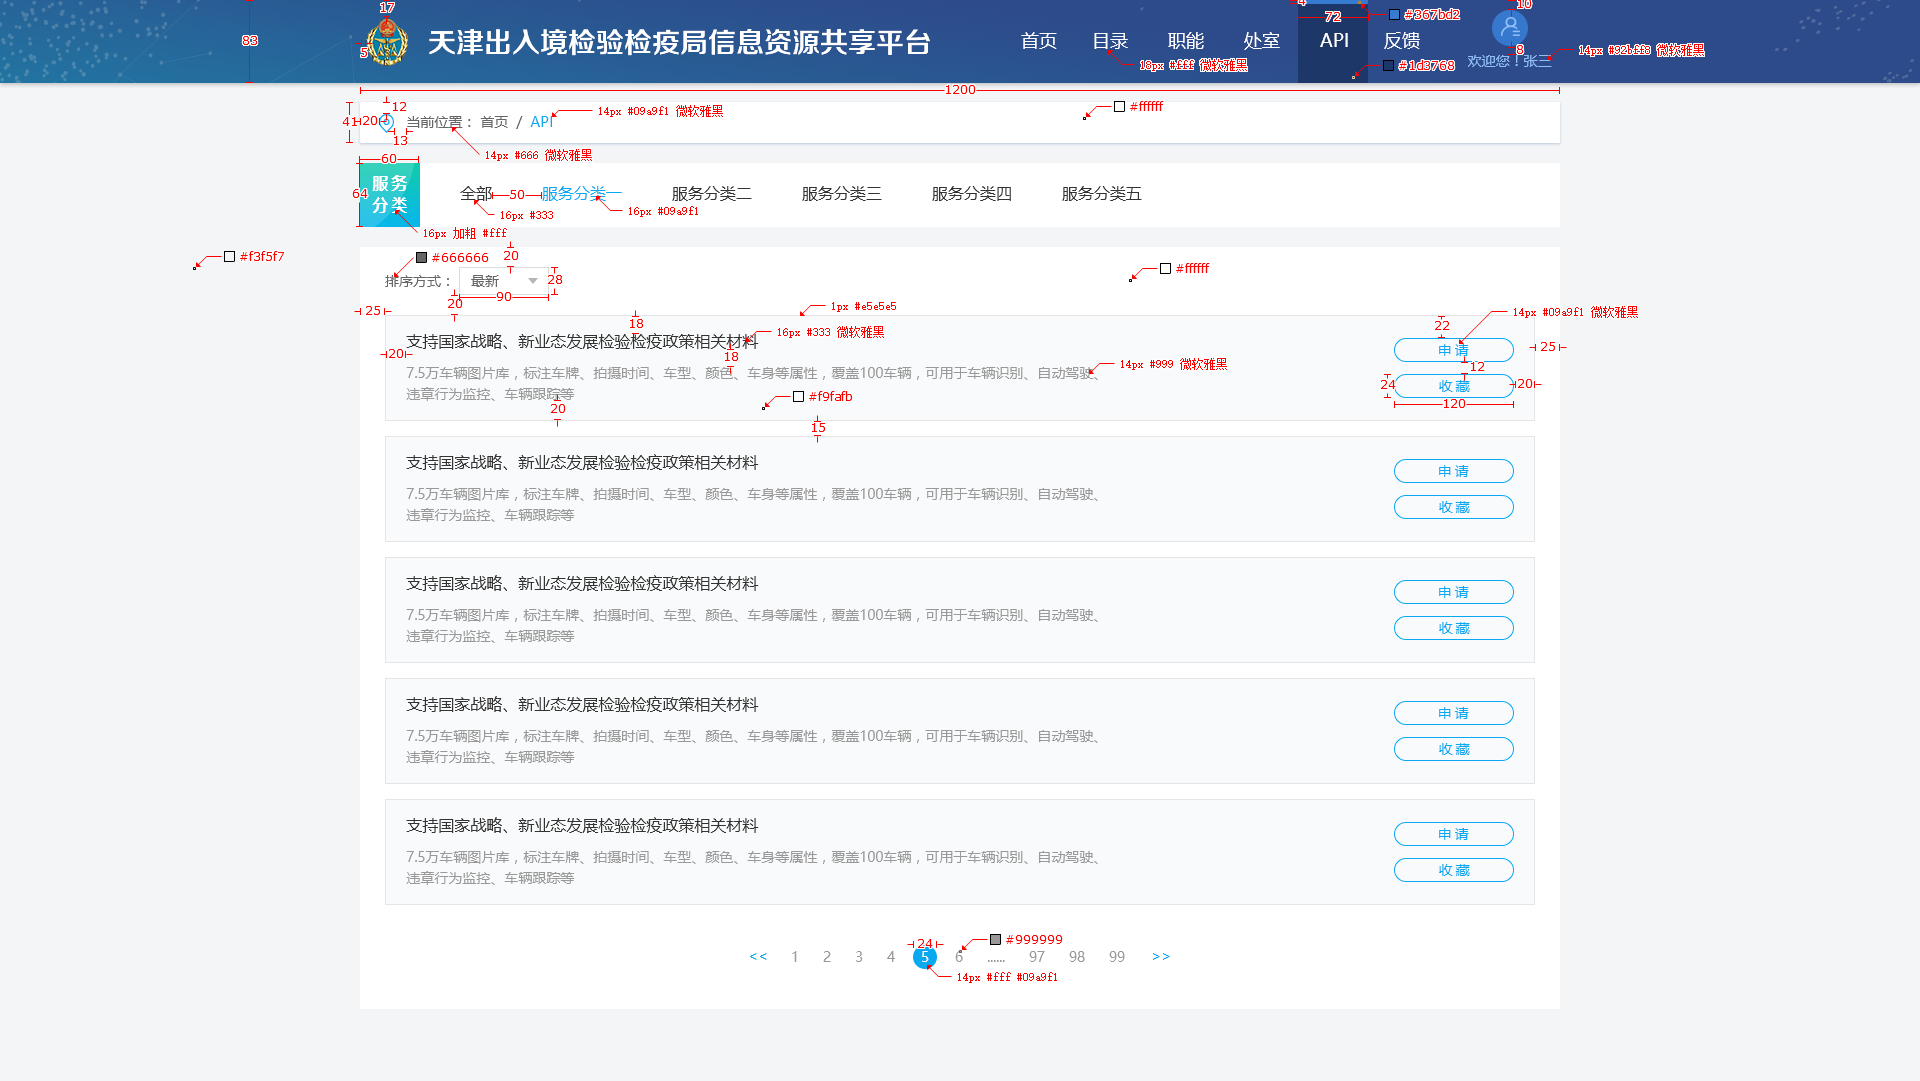 17
83
5
天津出入境检验检疫局信息资源共享平台
首页
目录
职能
处室
API
反馈
4
72
#367bd2
#1d3768
10
8
欢迎您！张三
14px #92bff8 微软雅黑
18px #fff 微软雅黑
1200
12
41
20
13
当前位置： 首页 / API
14px #09a9f1 微软雅黑
#ffffff
14px #666 微软雅黑
60
64
服务
分类
全部
50
服务分类一
服务分类二
服务分类三
服务分类四
服务分类五
16px #333
16px #09a9f1
16px 加粗 #fff
#f3f5f7
#666666
20
#ffffff
排序方式：
最新
28
90
20
25
18
1px #e5e5e5
16px #333 微软雅黑
22
14px #09a9f1 微软雅黑
支持国家战略、新业态发展检验检疫政策相关材料
20
18
14px #999 微软雅黑
申请
25
12
7.5万车辆图片库，标注车牌、拍摄时间、车型、颜色、车身等属性，覆盖100车辆，可用于车辆识别、自动驾驶、
违章行为监控、车辆跟踪等
24
收藏
20
120
#f9fafb
20
15
支持国家战略、新业态发展检验检疫政策相关材料
7.5万车辆图片库，标注车牌、拍摄时间、车型、颜色、车身等属性，覆盖100车辆，可用于车辆识别、自动驾驶、
违章行为监控、车辆跟踪等
申请
收藏
支持国家战略、新业态发展检验检疫政策相关材料
7.5万车辆图片库，标注车牌、拍摄时间、车型、颜色、车身等属性，覆盖100车辆，可用于车辆识别、自动驾驶、
违章行为监控、车辆跟踪等
申请
收藏
支持国家战略、新业态发展检验检疫政策相关材料
7.5万车辆图片库，标注车牌、拍摄时间、车型、颜色、车身等属性，覆盖100车辆，可用于车辆识别、自动驾驶、
违章行为监控、车辆跟踪等
申请
收藏
支持国家战略、新业态发展检验检疫政策相关材料
7.5万车辆图片库，标注车牌、拍摄时间、车型、颜色、车身等属性，覆盖100车辆，可用于车辆识别、自动驾驶、
违章行为监控、车辆跟踪等
申请
收藏
24
#999999
<< 1 2 3 4 5 6 ...... 97 98 99 >>
14px #fff #09a9f1